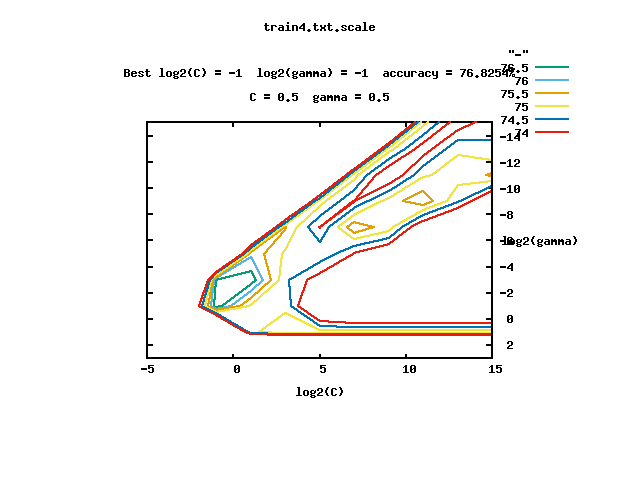 train4.txt.scale
"-"
Best log2(C) = -1 log2(gamma) = -1 accuracy = 76.8254%
76.5
76
C = 0.5 gamma = 0.5
75.5
75
74.5
74
-14
-12
-10
-8
-6
log2(gamma)
-4
-2
0
2
-5 0 5 10 15
log2(C)